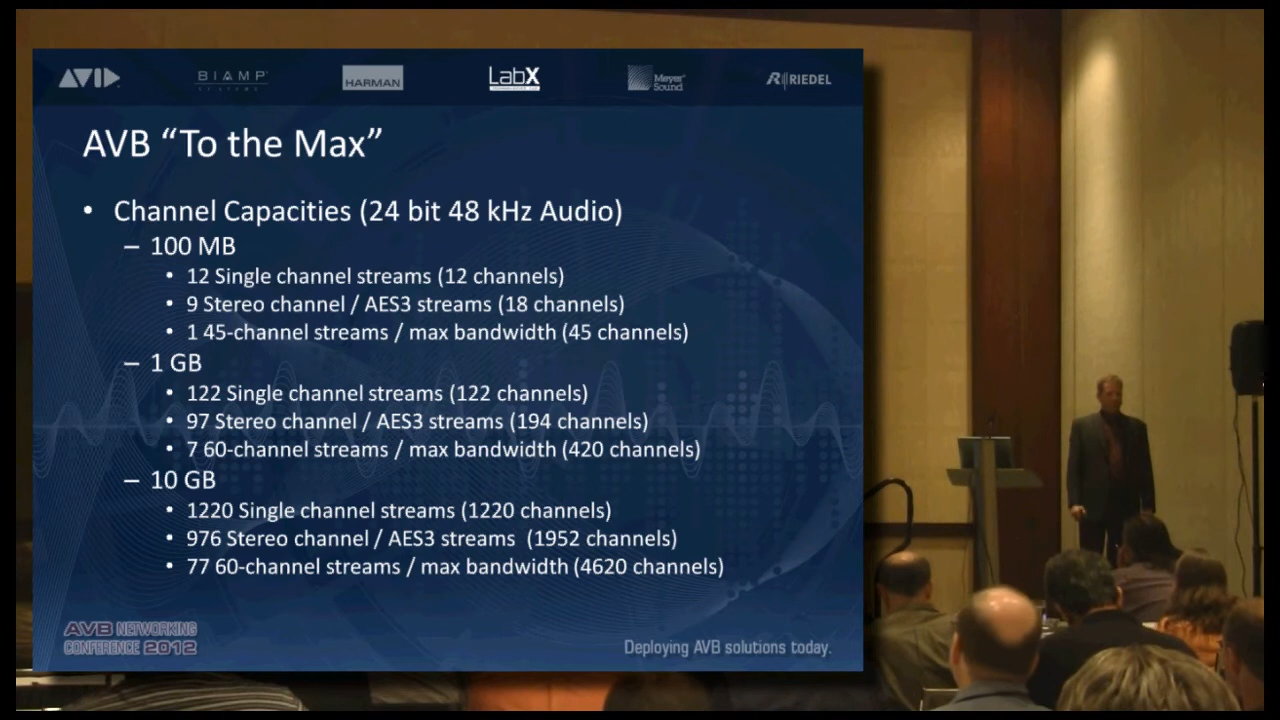 AVID
BIAMP
SYSTEMS
HARMAN
LabX
Meyer
Sound
RIEDEL
AVB “To the Max”
• Channel Capacities (24 bit 48 kHz Audio)
– 100 MB
• 12 Single channel streams (12 channels)
• 9 Stereo channel / AES3 streams (18 channels)
• 1 45-channel streams / max bandwidth (45 channels)
– 1 GB
• 122 Single channel streams (122 channels)
• 97 Stereo channel / AES3 streams (194 channels)
• 7 60-channel streams / max bandwidth (420 channels)
– 10 GB
• 1220 Single channel streams (1220 channels)
• 976 Stereo channel / AES3 streams (1952 channels)
• 77 60-channel streams / max bandwidth (4620 channels)
AVB NETWORKING
CONFERENCE 2012
Deploying AVB solutions today.